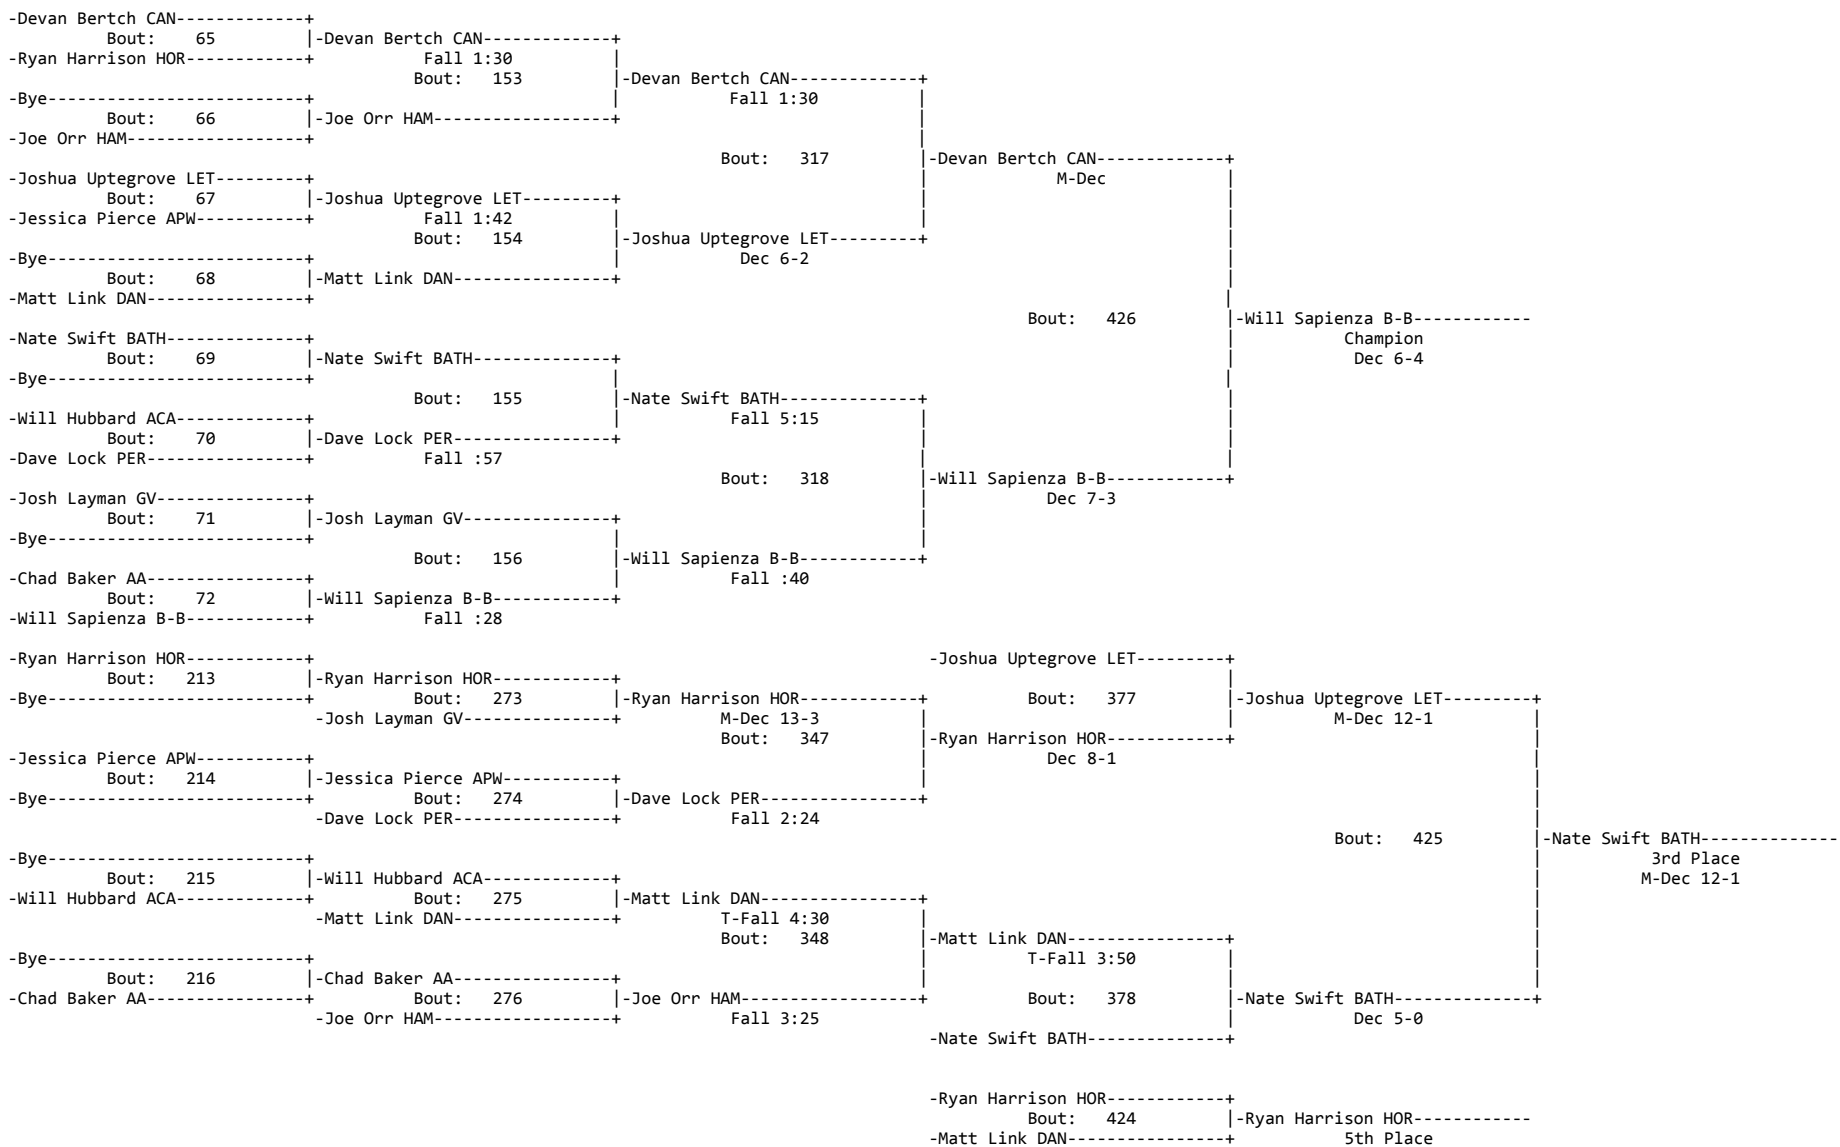 -Devan Bertch CAN-------------+
Bout: 65 |-Devan Bertch CAN-------------+
-Ryan Harrison HOR------------+ Fall 1:30 |
Bout: 153 |-Devan Bertch CAN-------------+
-Bye--------------------------+ | Fall 1:30 |
Bout: 66 |-Joe Orr HAM------------------+ |
-Joe Orr HAM------------------+ |
Bout: 317 |-Devan Bertch CAN-------------+
-Joshua Uptegrove LET---------+ | M-Dec |
Bout: 67 |-Joshua Uptegrove LET---------+ | |
-Jessica Pierce APW-----------+ Fall 1:42 | | |
Bout: 154 |-Joshua Uptegrove LET---------+ |
-Bye--------------------------+ | Dec 6-2 |
Bout: 68 |-Matt Link DAN----------------+ |
-Matt Link DAN----------------+ |
Bout: 426 |-Will Sapienza B-B------------
-Nate Swift BATH--------------+ | Champion
Bout: 69 |-Nate Swift BATH--------------+ | Dec 6-4
-Bye--------------------------+ | |
Bout: 155 |-Nate Swift BATH--------------+ |
-Will Hubbard ACA-------------+ | Fall 5:15 | |
Bout: 70 |-Dave Lock PER----------------+ | |
-Dave Lock PER----------------+ Fall :57 | |
Bout: 318 |-Will Sapienza B-B------------+
-Josh Layman GV---------------+ | Dec 7-3
Bout: 71 |-Josh Layman GV---------------+ |
-Bye--------------------------+ | |
Bout: 156 |-Will Sapienza B-B------------+
-Chad Baker AA----------------+ | Fall :40
Bout: 72 |-Will Sapienza B-B------------+
-Will Sapienza B-B------------+ Fall :28
-Ryan Harrison HOR------------+ -Joshua Uptegrove LET---------+
Bout: 213 |-Ryan Harrison HOR------------+ |
-Bye--------------------------+ Bout: 273 |-Ryan Harrison HOR------------+ Bout: 377 |-Joshua Uptegrove LET---------+
-Josh Layman GV---------------+ M-Dec 13-3 | | M-Dec 12-1 |
Bout: 347 |-Ryan Harrison HOR------------+ |
-Jessica Pierce APW-----------+ | Dec 8-1 |
Bout: 214 |-Jessica Pierce APW-----------+ | |
-Bye--------------------------+ Bout: 274 |-Dave Lock PER----------------+ |
-Dave Lock PER----------------+ Fall 2:24 |
Bout: 425 |-Nate Swift BATH--------------
-Bye--------------------------+ | 3rd Place
Bout: 215 |-Will Hubbard ACA-------------+ | M-Dec 12-1
-Will Hubbard ACA-------------+ Bout: 275 |-Matt Link DAN----------------+ |
-Matt Link DAN----------------+ T-Fall 4:30 | |
Bout: 348 |-Matt Link DAN----------------+ |
-Bye--------------------------+ | T-Fall 3:50 | |
Bout: 216 |-Chad Baker AA----------------+ | | |
-Chad Baker AA----------------+ Bout: 276 |-Joe Orr HAM------------------+ Bout: 378 |-Nate Swift BATH--------------+
-Joe Orr HAM------------------+ Fall 3:25 | Dec 5-0
-Nate Swift BATH--------------+
-Ryan Harrison HOR------------+
Bout: 424 |-Ryan Harrison HOR------------
-Matt Link DAN----------------+ 5th Place